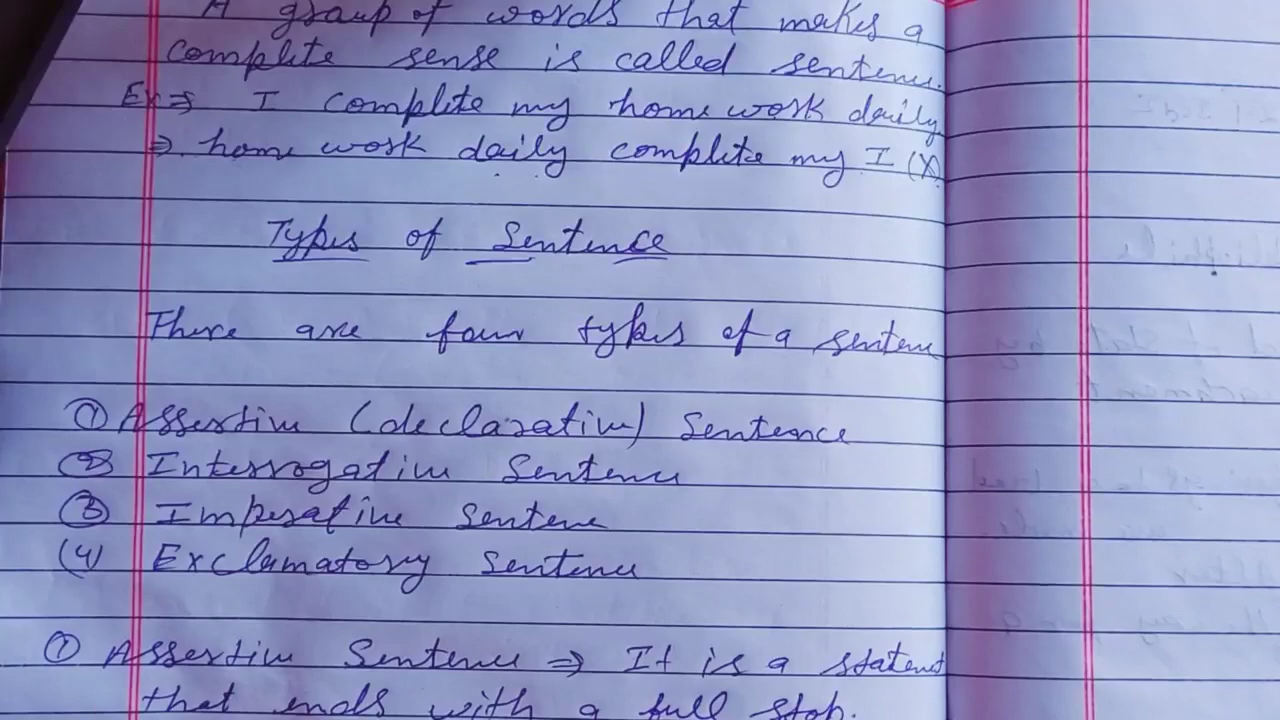 A group of words that makes a
complete sense is called sentence.
Ex ⇒ I complete my home work daily
⇒ home work daily complete my I (X)
Types of Sentence
There are four types of a sentence
① Assertive (declarative) Sentence
② Interrogative Sentence
③ Imperative Sentence
(4) Exclamatory Sentence
① Assertive Sentence ⇒ It is a statement
that ends with a full stop.